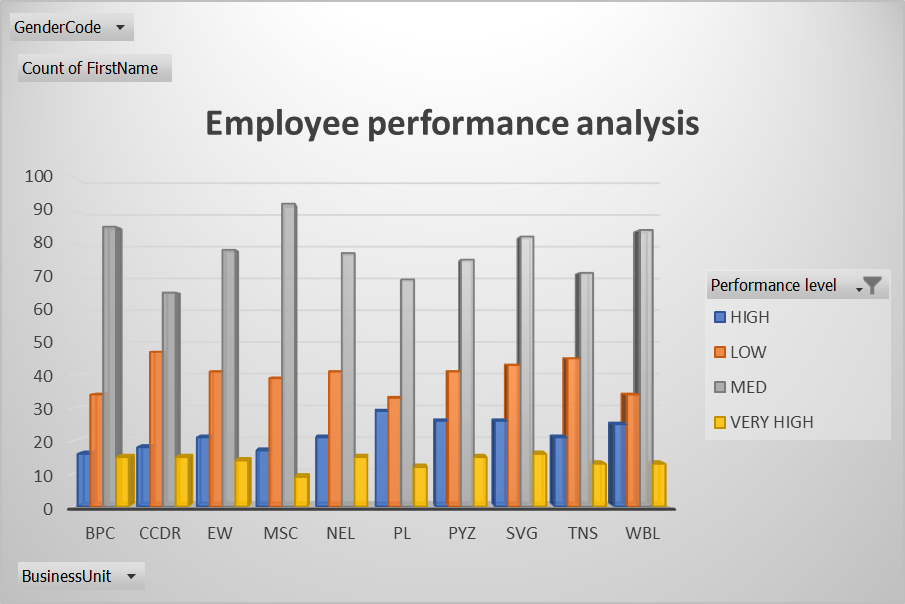 GenderCode
Count of FirstName
Employee performance analysis
100
90
80
70
60
50
40
30
20
10
0
BPC CCDR EW MSC NEL PL PYZ SVG TNS WBL
Performance level
HIGH
LOW
MED
VERY HIGH
BusinessUnit